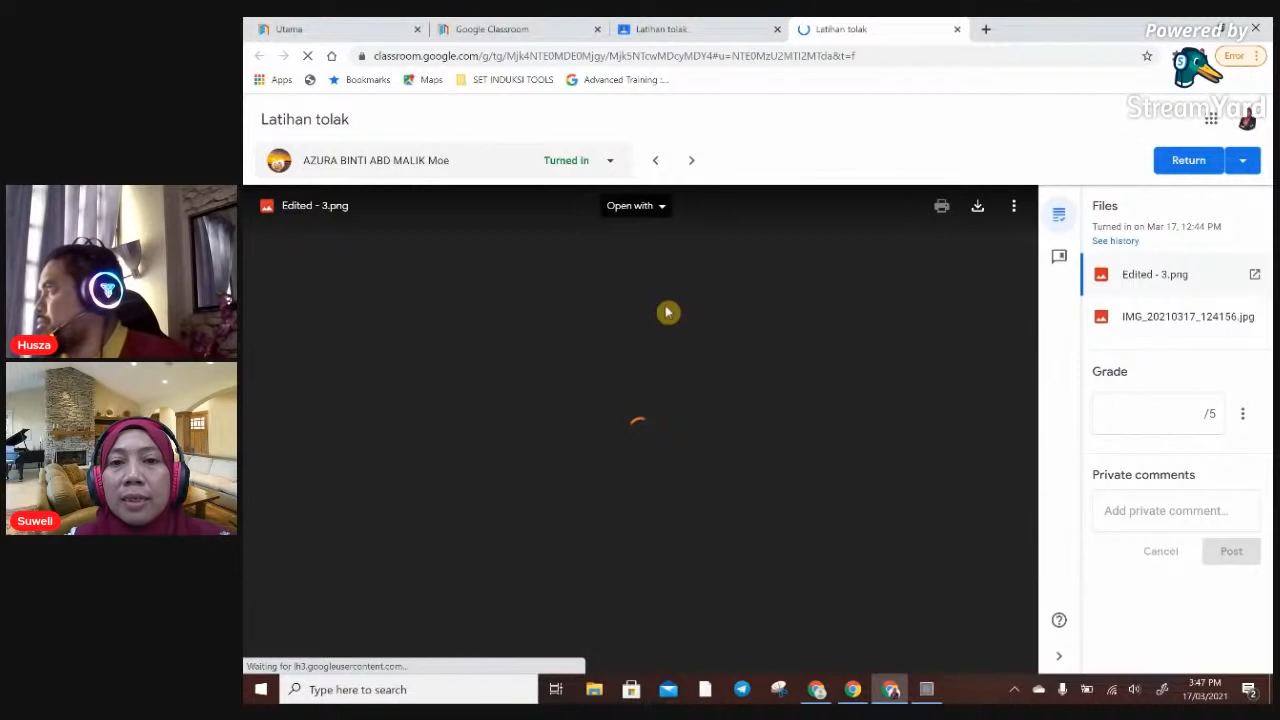 Utama
Google Classroom
Latihan tolak
Latihan tolak
Powered by
StreamYard
classroom.google.com/g/tg/Mjk4NTE0MDE0Mjgy/Mjk5NTcwMDcyMDY4#u=NTE0MzU2MTI2MTda&t=f
Error
Apps
Bookmarks
Maps
SET INDUKSI TOOLS
Advanced Training :...
Latihan tolak
AZURA BINTI ABD MALIK Moe
Turned in
Return
Edited - 3.png
Open with
Files
Turned in on Mar 17, 12:44 PM
See history
Edited - 3.png
IMG_20210317_124156.jpg
Grade
/5
Private comments
Add private comment...
Cancel
Post
Husza
Suweli
Waiting for lh3.googleusercontent.com...
Type here to search
3:47 PM
17/03/2021
2